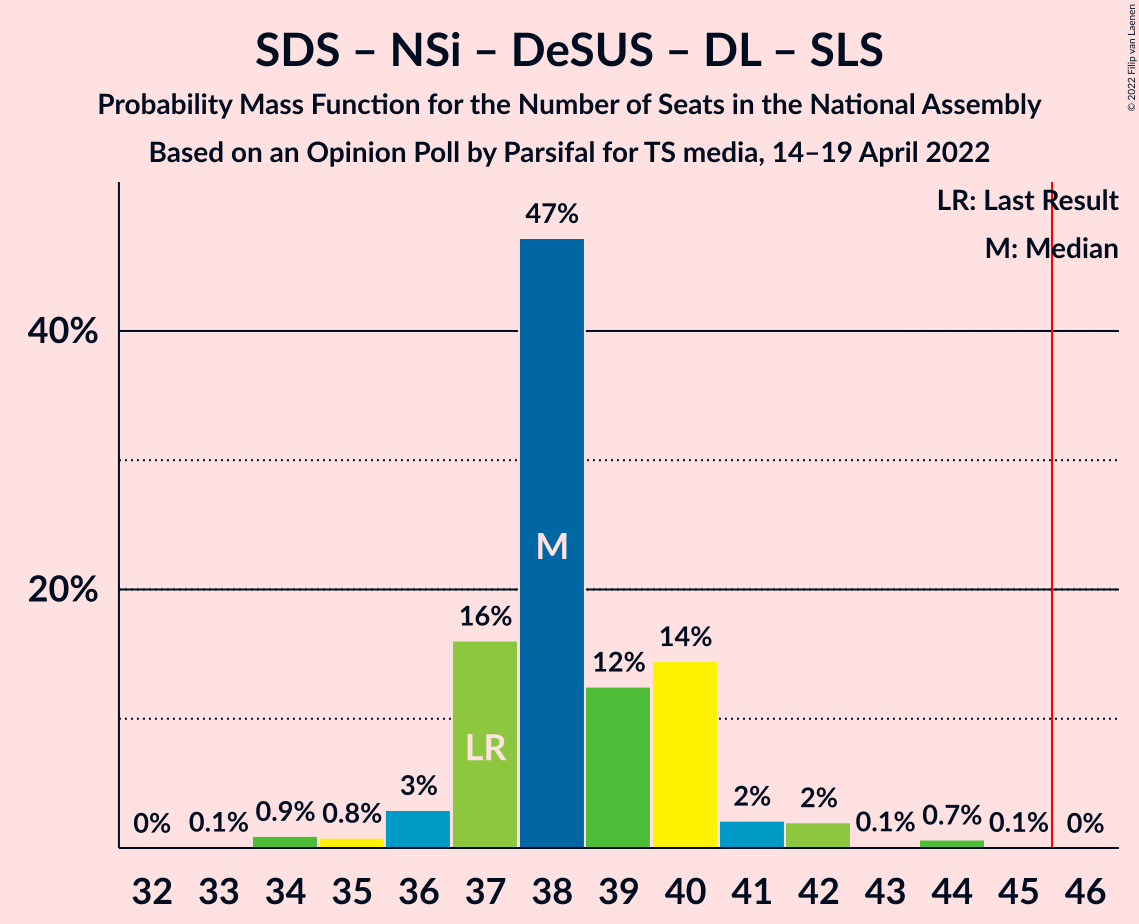 SDS – NSi – DeSUS – DL – SLS
Probability Mass Function for the Number of Seats in the National Assembly
Based on an Opinion Poll by Parsifal for TS media, 14–19 April 2022
© 2022 Filip van Laenen
LR: Last Result
M: Median
47%
40%
M
20%
16%
14%
12%
LR
3%
2%
2%
0%
0.1%
0.9%
0.8%
0.1%
0.7%
0.1%
0%
32 33 34 35 36 37 38 39 40 41 42 43 44 45 46